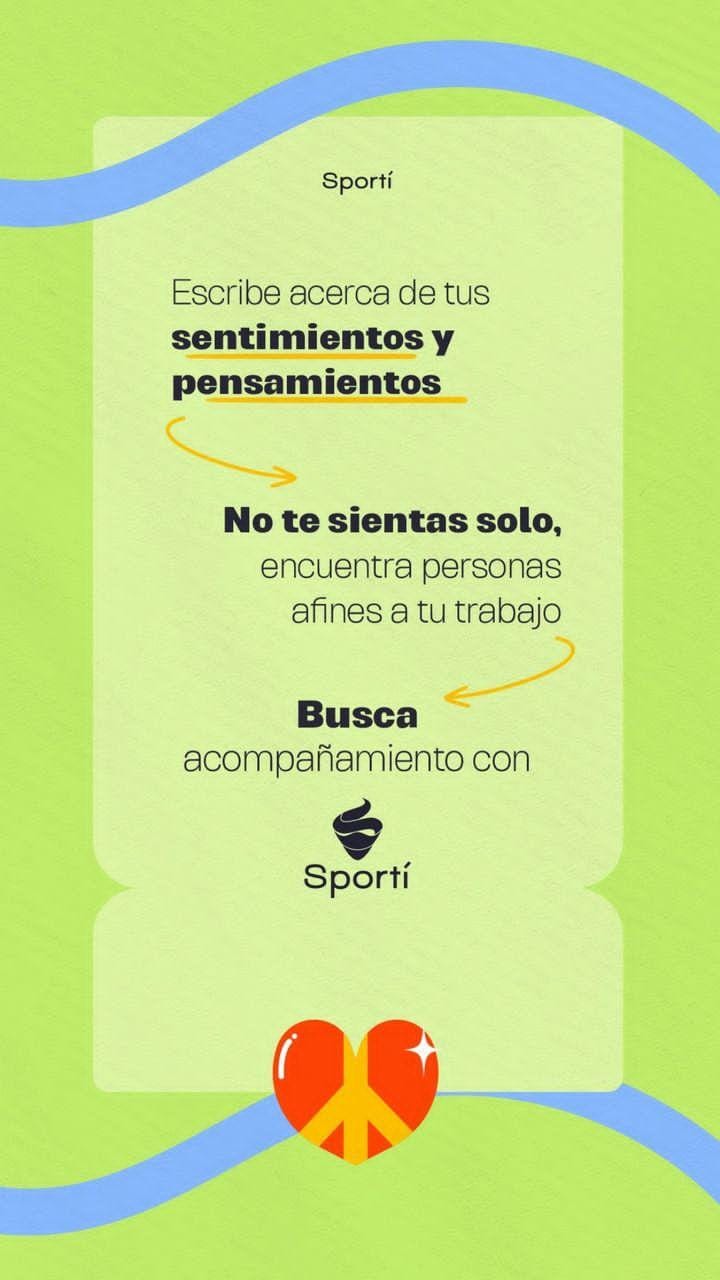 Sportí
Escribe acerca de tus
sentimientos y
pensamientos
No te sientas solo,
encuentra personas
afines a tu trabajo
Busca
acompañamiento con
Sportí